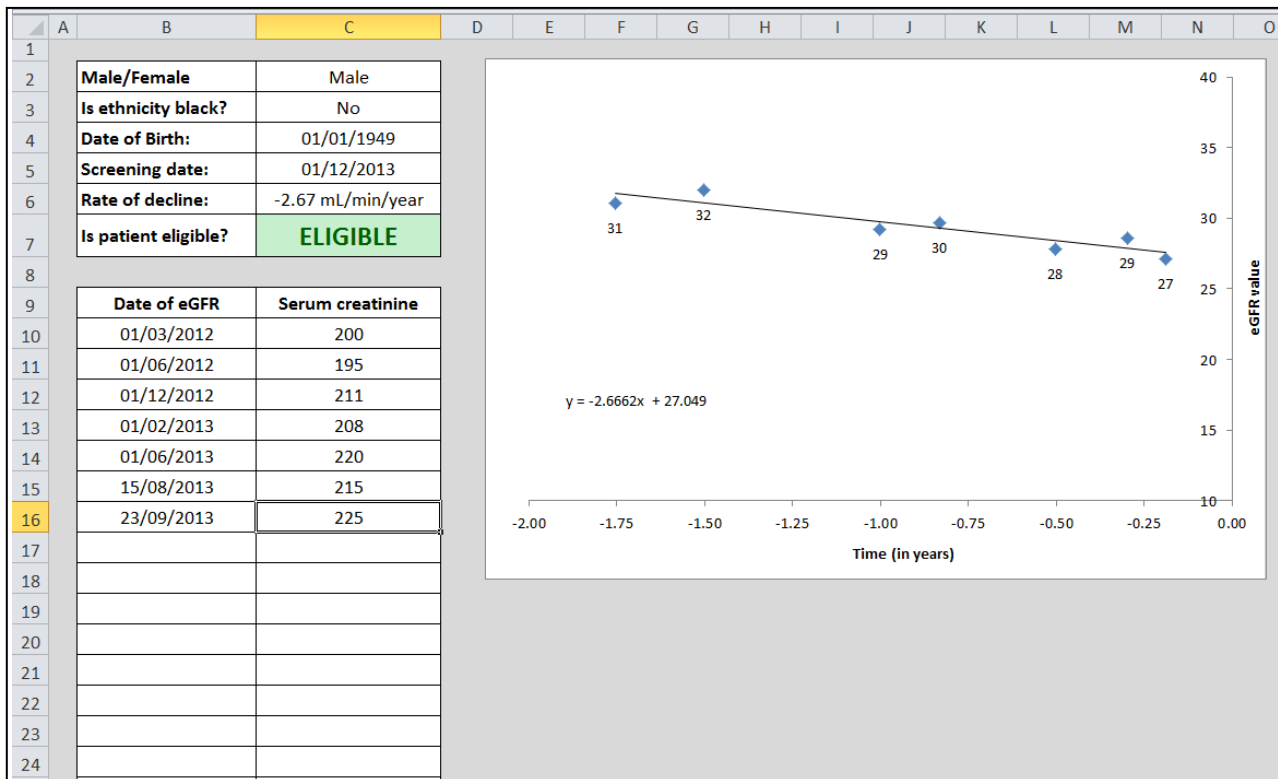 A B C D E F G H I J K L M N O
1
2 Male/Female Male
3 Is ethnicity black? No
4 Date of Birth: 01/01/1949
5 Screening date: 01/12/2013
6 Rate of decline: -2.67 mL/min/year
7 Is patient eligible? ELIGIBLE
8
9 Date of eGFR Serum creatinine
10 01/03/2012 200
11 01/06/2012 195
12 01/12/2012 211
13 01/02/2013 208
14 01/06/2013 220
15 15/08/2013 215
16 23/09/2013 225
17
18
19
20
21
22
23
24
40
35
30
25
20
15
10
eGFR value
31 32 29 30 28 29 27
y = -2.6662x + 27.049
-2.00 -1.75 -1.50 -1.25 -1.00 -0.75 -0.50 -0.25 0.00
Time (in years)